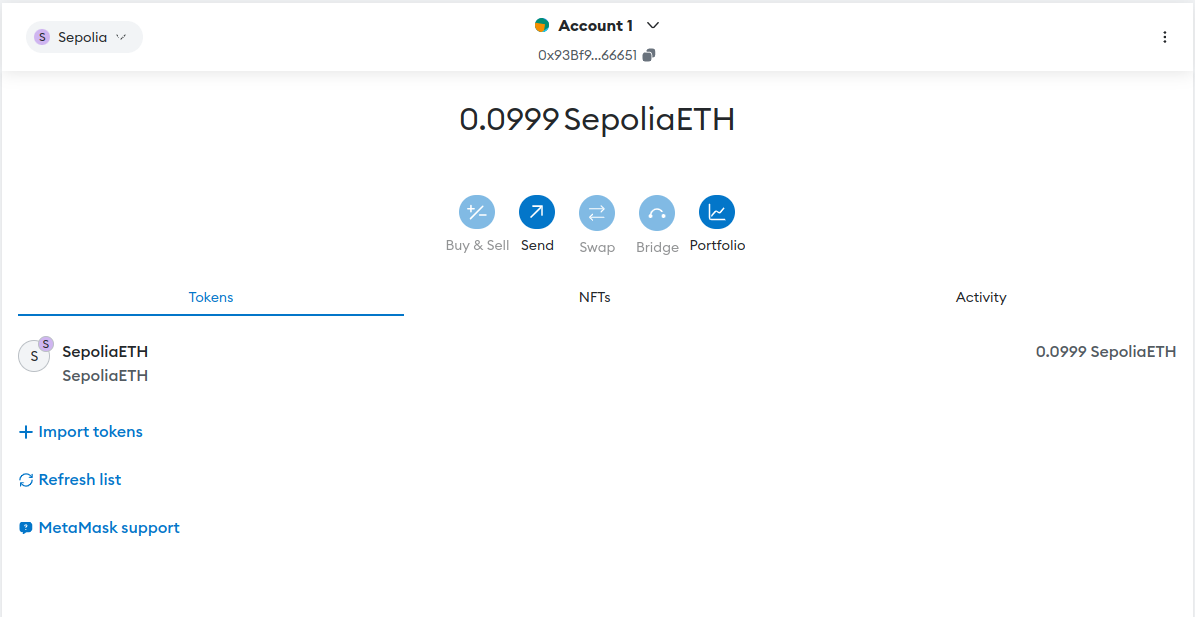 S Sepolia
Account 1
0x93Bf9...66651
0.0999 SepoliaETH
Buy & Sell Send Swap Bridge Portfolio
Tokens NFTs Activity
S
S SepoliaETH 0.0999 SepoliaETH
SepoliaETH
Import tokens
Refresh list
MetaMask support